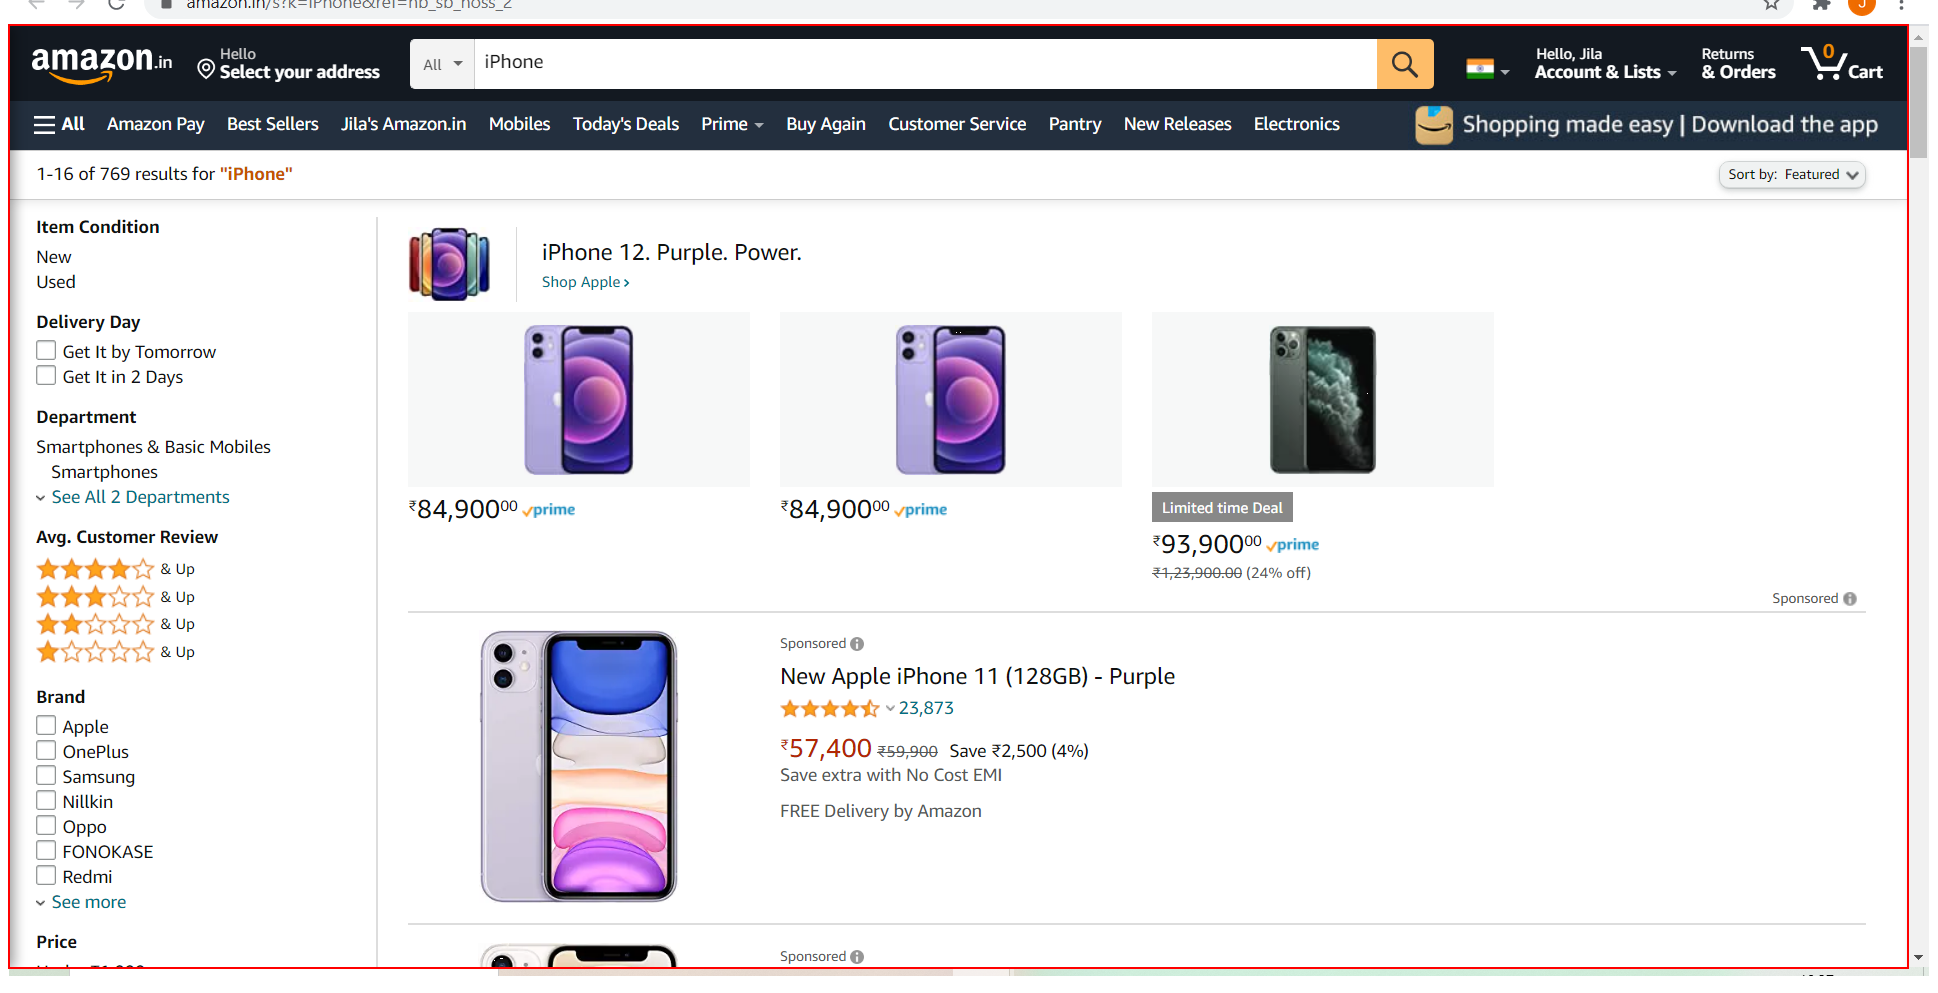 amazon.in/s?k=iPhone&ref=nb_sb_noss_2
J
amazon.in
Hello
Select your address
All
iPhone
Hello, Jila
Account & Lists
Returns
& Orders
0
Cart
All
Amazon Pay
Best Sellers
Jila's Amazon.in
Mobiles
Today's Deals
Prime
Buy Again
Customer Service
Pantry
New Releases
Electronics
Shopping made easy | Download the app
1-16 of 769 results for "iPhone"
Sort by: Featured
Item Condition
New
Used
Delivery Day
Get It by Tomorrow
Get It in 2 Days
Department
Smartphones & Basic Mobiles
Smartphones
See All 2 Departments
Avg. Customer Review
& Up
& Up
& Up
& Up
Brand
Apple
OnePlus
Samsung
Nillkin
Oppo
FONOKASE
Redmi
See more
Price
iPhone 12. Purple. Power.
Shop Apple ›
₹84,900⁰⁰ prime
₹84,900⁰⁰ prime
Limited time Deal
₹93,900⁰⁰ prime
₹1,23,900.00 (24% off)
Sponsored
Sponsored
New Apple iPhone 11 (128GB) - Purple
23,873
₹57,400 ₹59,900 Save ₹2,500 (4%)
Save extra with No Cost EMI
FREE Delivery by Amazon
Sponsored